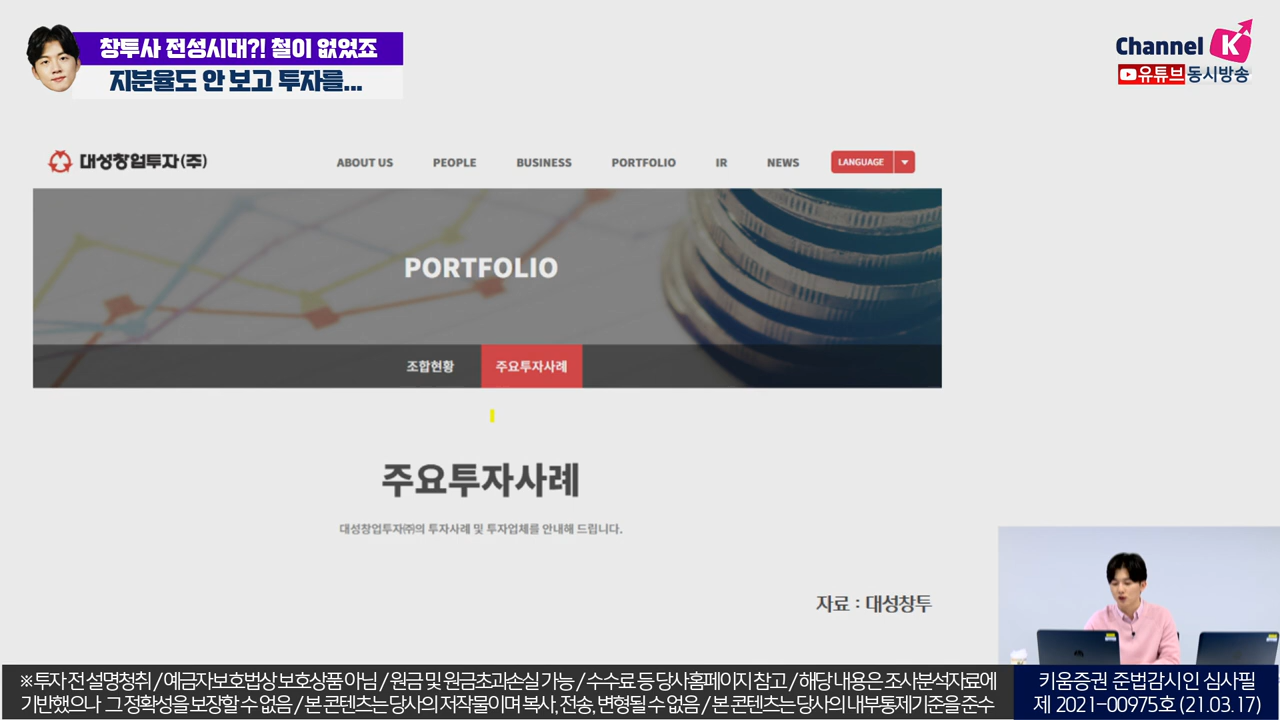 창투사 전성시대?! 철이 없었죠
지분율도 안 보고 투자를...
Channel K
유튜브동시방송
대성창업투자(주)
ABOUT US PEOPLE BUSINESS PORTFOLIO IR NEWS LANGUAGE
PORTFOLIO
조합현황 주요투자사례
주요투자사례
대성창업투자㈜의 투자사례 및 투자업체를 안내해 드립니다.
자료 : 대성창투
※ 투자 전 설명청취 / 예금자보호법상 보호상품 아님 / 원금 및 원금초과손실 가능 / 수수료 등 당사홈페이지 참고 / 해당 내용은 조사분석자료에
기반했으나 그 정확성을 보장할 수 없음 / 본 콘텐츠는 당사의 저작물이며 복사, 전송, 변형될 수 없음 / 본 콘텐츠는 당사의 내부통제기준을 준수
키움증권 준법감시인 심사필
제 2021-00975호 (21.03.17)